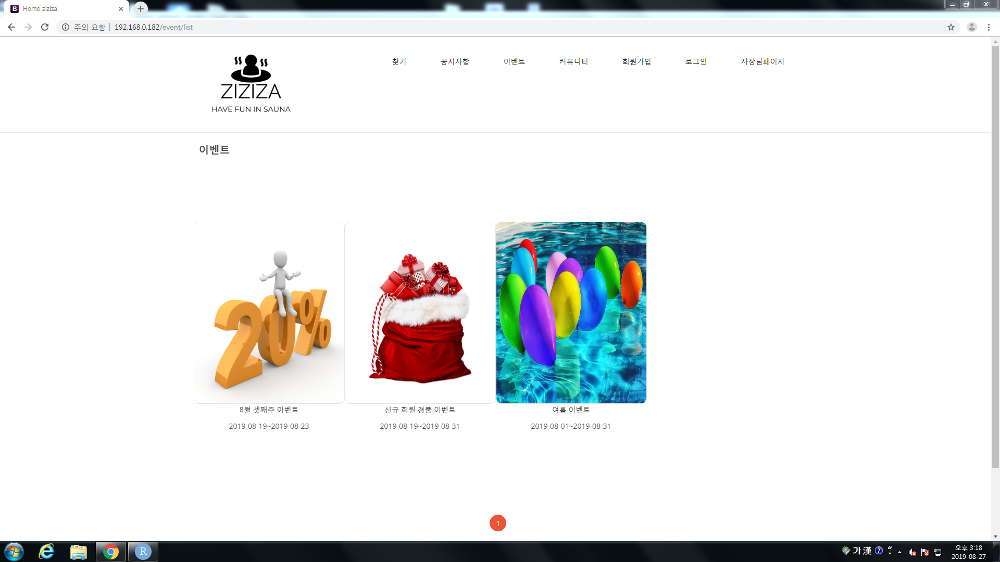 Home ziziza
주의 요함 192.168.0.182/event/list
ZIZIZA
HAVE FUN IN SAUNA
찾기 공지사항 이벤트 커뮤니티 회원가입 로그인 사장님페이지
이벤트
20%
8월 셋째주 이벤트 신규 회원 경품 이벤트 여름 이벤트
2019-08-19~2019-08-23 2019-08-19~2019-08-31 2019-08-01~2019-08-31
1
가 漢
오후 3:18
2019-08-27